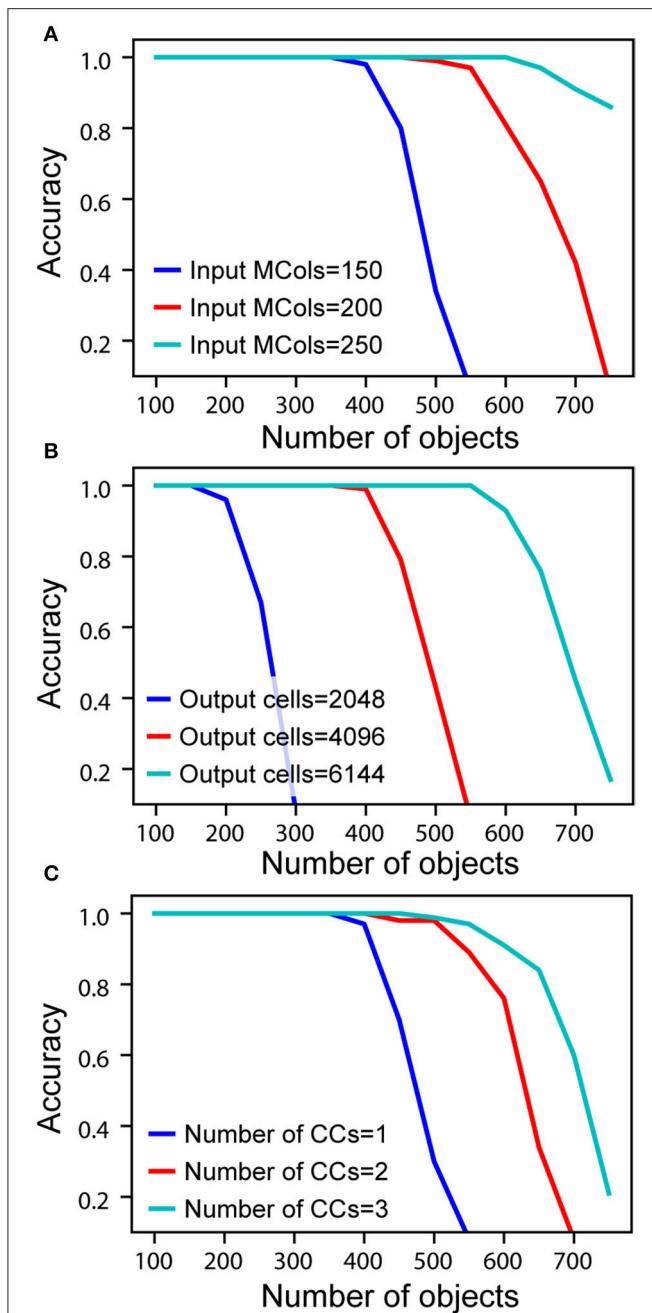 A
Accuracy
1.0
0.8
0.6
0.4
0.2
Input MCols=150
Input MCols=200
Input MCols=250
100 200 300 400 500 600 700
Number of objects
B
Accuracy
1.0
0.8
0.6
0.4
0.2
Output cells=2048
Output cells=4096
Output cells=6144
100 200 300 400 500 600 700
Number of objects
C
Accuracy
1.0
0.8
0.6
0.4
0.2
Number of CCs=1
Number of CCs=2
Number of CCs=3
100 200 300 400 500 600 700
Number of objects